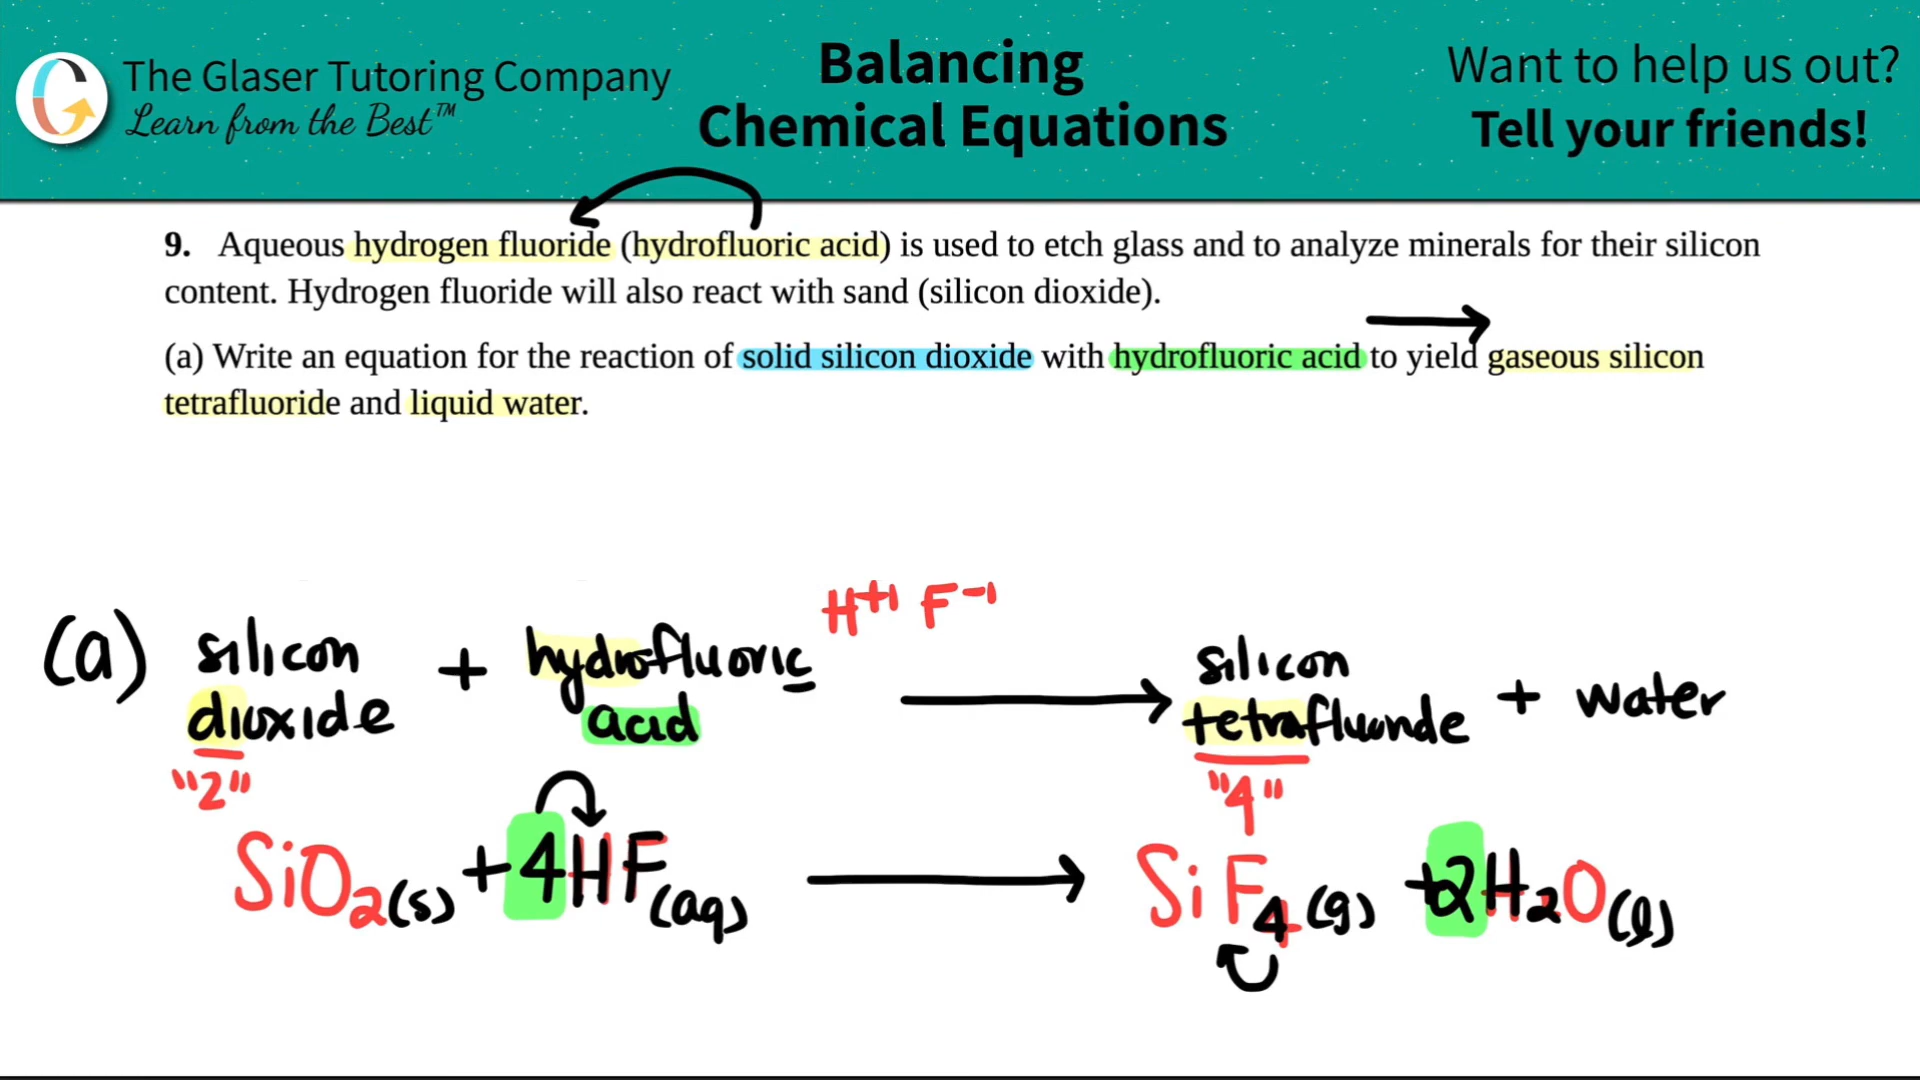 The Glaser Tutoring Company
Learn from the Best™
Balancing
Chemical Equations
Want to help us out?
Tell your friends!
9. Aqueous hydrogen fluoride (hydrofluoric acid) is used to etch glass and to analyze minerals for their silicon
content. Hydrogen fluoride will also react with sand (silicon dioxide).
(a) Write an equation for the reaction of solid silicon dioxide with hydrofluoric acid to yield gaseous silicon
tetrafluoride and liquid water.
H+1 F-1
(a) silicon dioxide + hydrofluoric acid → silicon tetrafluoride + water
"2" "4"
SiO2(s) + 4HF(aq) → SiF4(g) + 2H2O(l)